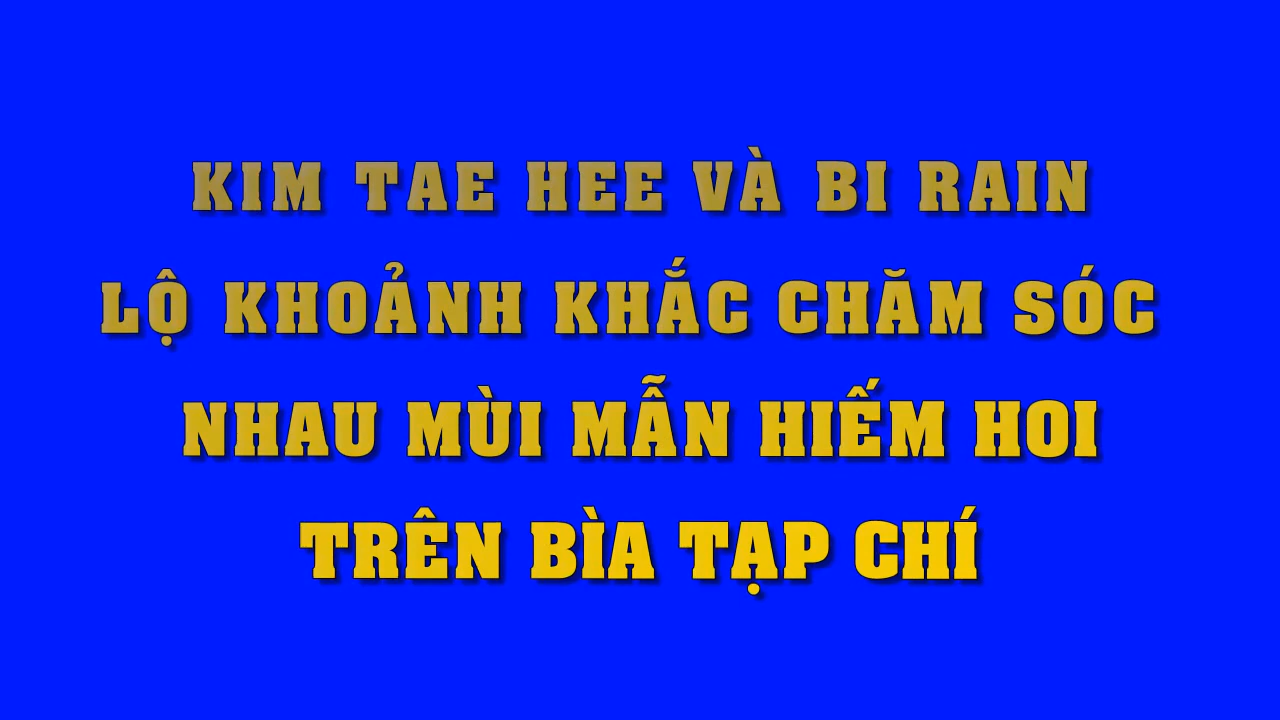 KIM TAE HEE VÀ BI RAIN
LỘ KHOẢNH KHẮC CHĂM SÓC
NHAU MÙI MẪN HIẾM HOI
TRÊN BÌA TẠP CHÍ